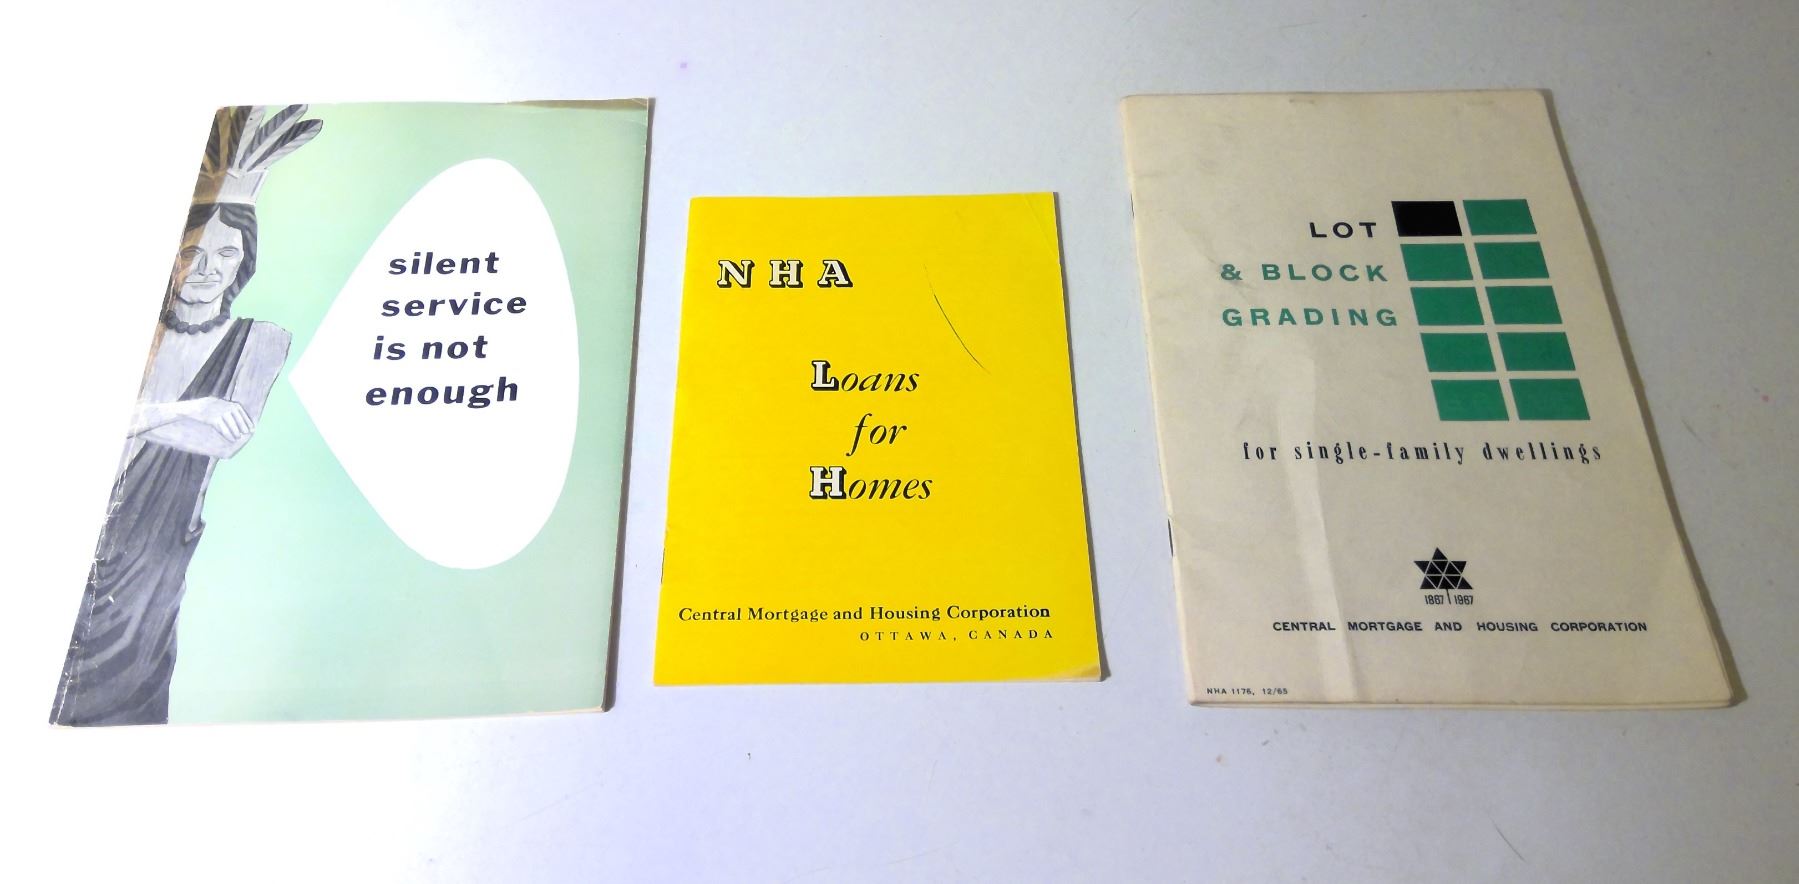 silent
service
is not
enough
NHA
Loans
for
Homes
Central Mortgage and Housing Corporation
OTTAWA, CANADA
LOT
& BLOCK
GRADING
for single-family dwellings
1867 1967
CENTRAL MORTGAGE AND HOUSING CORPORATION
NHA 1176, 12/65